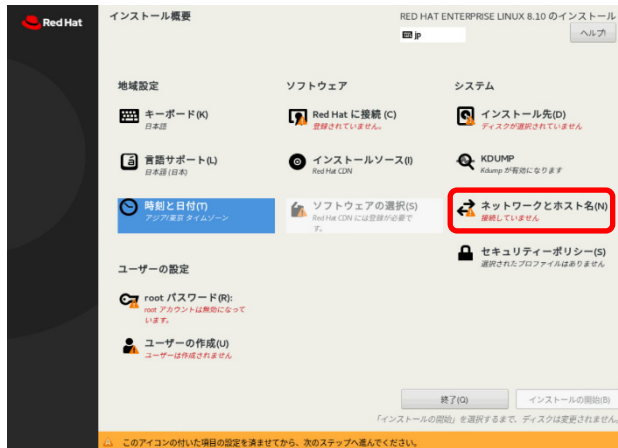 Red Hat
インストール概要
RED HAT ENTERPRISE LINUX 8.10 のインストール
jp
ヘルプ
地域設定
ソフトウェア
システム
キーボード(K)
日本語
Red Hat に接続 (C)
登録されていません。
インストール先(D)
ディスクが選択されていません
言語サポート(L)
日本語 (日本)
インストールソース(I)
Red Hat CDN
KDUMP
Kdump が有効になります
時刻と日付(T)
アジア/東京 タイムゾーン
ソフトウェアの選択(S)
Red Hat CDN には登録が必要で
す。
ネットワークとホスト名(N)
接続していません
セキュリティーポリシー(S)
選択されたプロファイルはありません
ユーザーの設定
root パスワード(R):
root アカウントは無効になって
います。
ユーザーの作成(U)
ユーザーは作成されません
終了(Q)
インストールの開始(B)
「インストールの開始」を選択するまで、ディスクは変更されません。
このアイコンの付いた項目の設定を済ませてから、次のステップへ進んでください。